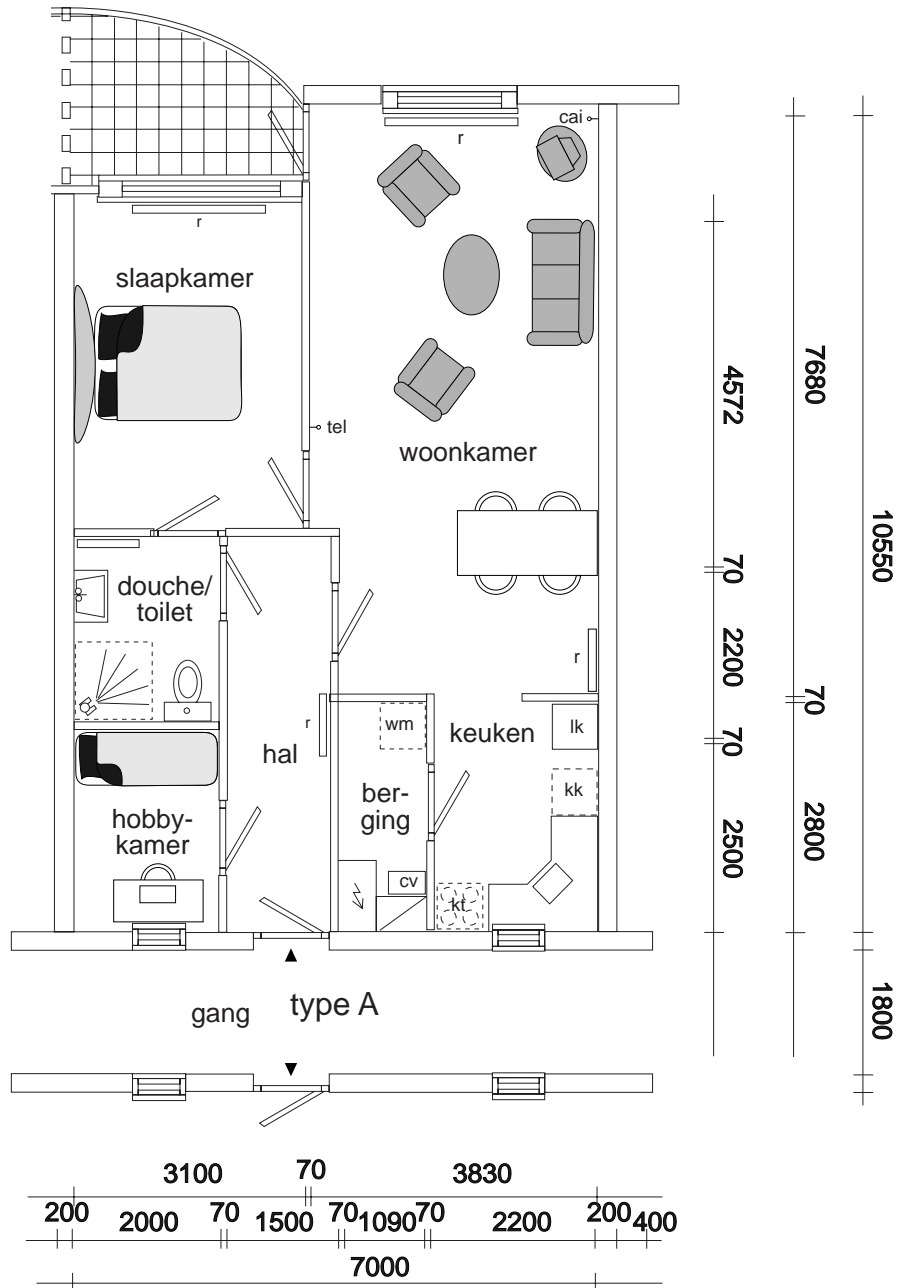 cai
r
r
slaapkamer
tel
woonkamer
douche/
toilet
r
r
wm
keuken
lk
hal
kk
ber-
ging
hobby-
kamer
cv
kt
gang
type A
4572
70
2200
70
2500
7680
70
2800
10550
1800
3100 70 3830
200 2000 70 1500 70 1090 70 2200 200 400
7000